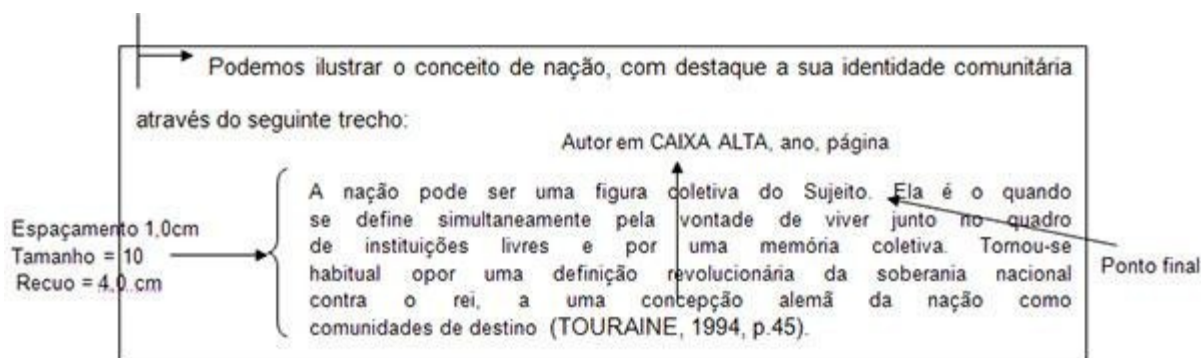 Podemos ilustrar o conceito de nação, com destaque a sua identidade comunitária
através do seguinte trecho:
Autor em CAIXA ALTA, ano, página
A nação pode ser uma figura coletiva do Sujeito. Ela é o quando
se define simultaneamente pela vontade de viver junto no quadro
de instituições livres e por uma memória coletiva. Tornou-se
habitual opor uma definição revolucionária da soberania nacional
contra o rei, a uma concepção alemã da nação como
comunidades de destino (TOURAINE, 1994, p.45).
Espaçamento 1,0cm
Tamanho = 10
Recuo = 4,0 cm
Ponto final